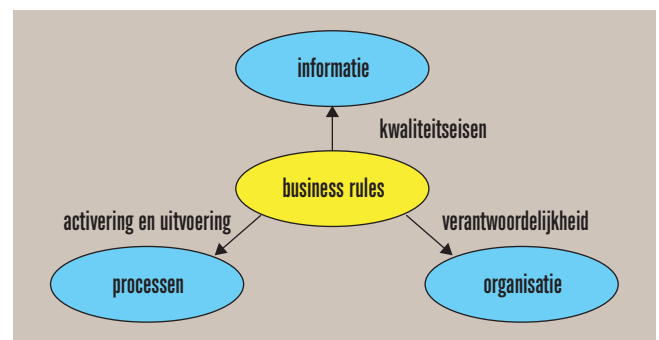 informatie
kwaliteitseisen
business rules
activering en uitvoering
verantwoordelijkheid
processen
organisatie